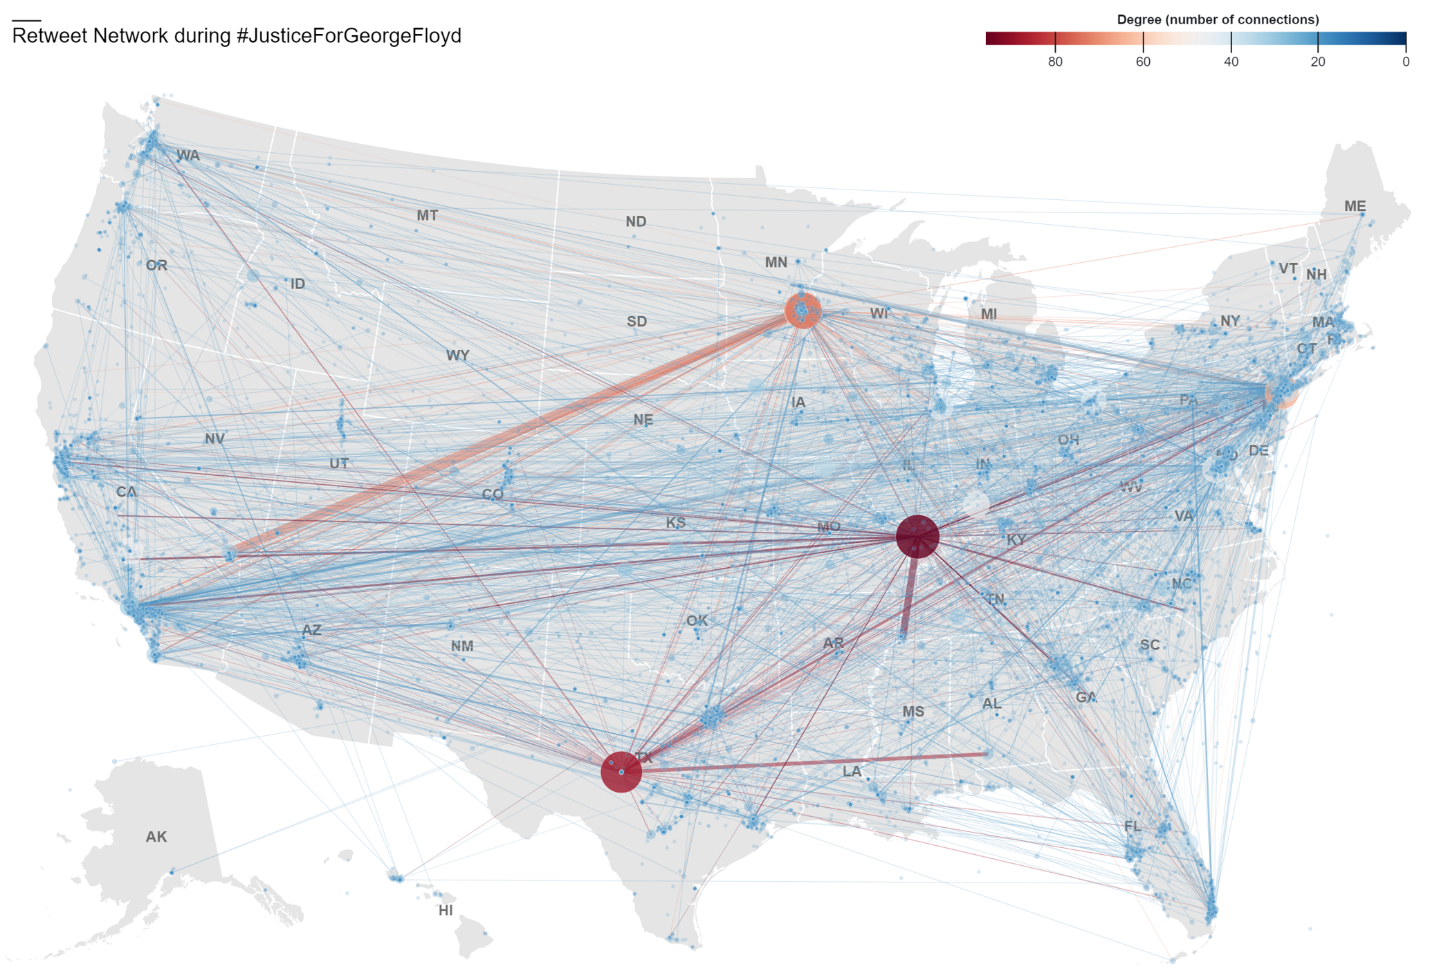 Degree (number of connections)
Retweet Network during #JusticeForGeorgeFloyd
80 60 40 20 0
WA
MT
ND
ME
OR
ID
MN
VT
NH
SD
WI
MI
NY
MA
CT
WY
IA
PA
NV
NE
UT
OH
DE
CA
CO
IL
IN
WV
KS
MO
KY
VA
AZ
NM
OK
AR
TN
NC
SC
MS
AL
GA
TX
LA
AK
FL
HI